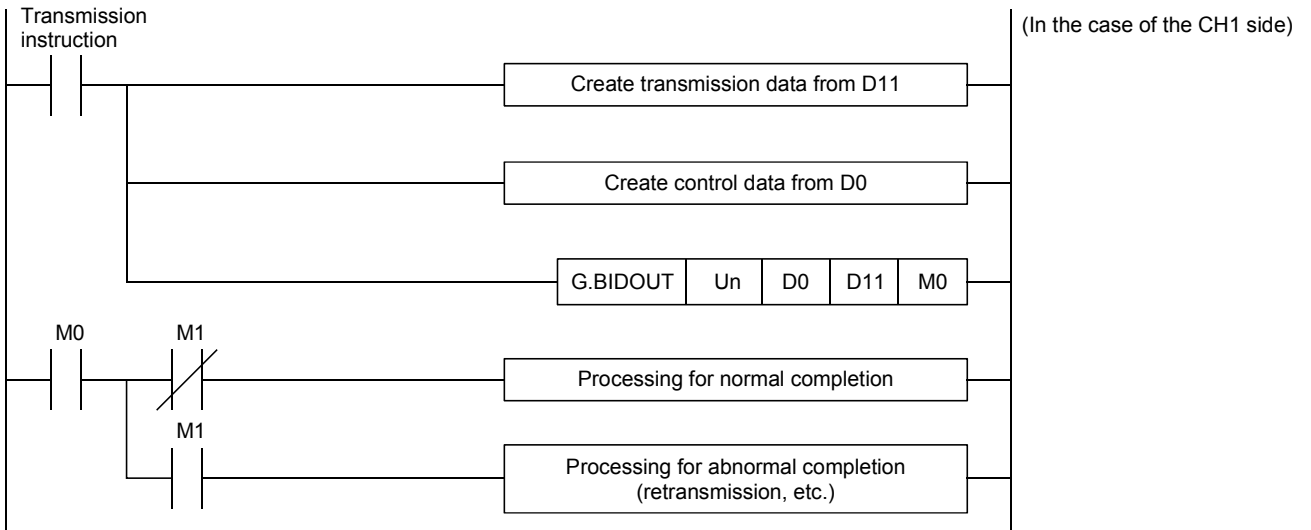 Transmission
instruction
(In the case of the CH1 side)
Create transmission data from D11
Create control data from D0
G.BIDOUT Un D0 D11 M0
M0 M1
Processing for normal completion
M1
Processing for abnormal completion
(retransmission, etc.)